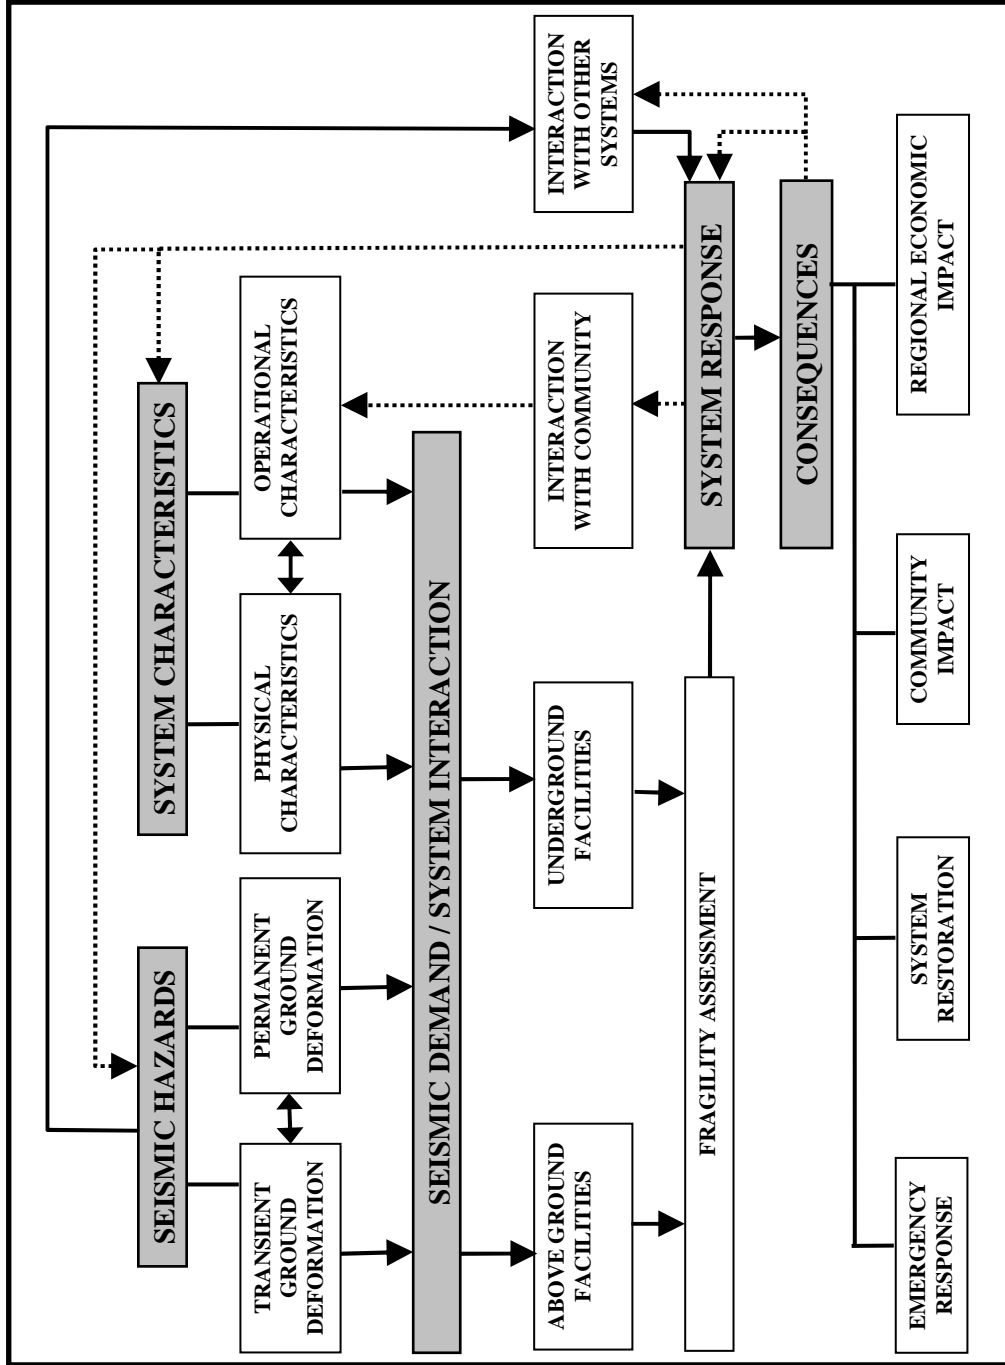 SEISMIC HAZARDS
SYSTEM CHARACTERISTICS
TRANSIENT
GROUND
DEFORMATION
PERMANENT
GROUND
DEFORMATION
PHYSICAL
CHARACTERISTICS
OPERATIONAL
CHARACTERISTICS
SEISMIC DEMAND / SYSTEM INTERACTION
ABOVE GROUND
FACILITIES
UNDERGROUND
FACILITIES
INTERACTION
WITH COMMUNITY
INTERACTION
WITH OTHER
SYSTEMS
FRAGILITY ASSESSMENT
SYSTEM RESPONSE
CONSEQUENCES
EMERGENCY
RESPONSE
SYSTEM
RESTORATION
COMMUNITY
IMPACT
REGIONAL ECONOMIC
IMPACT